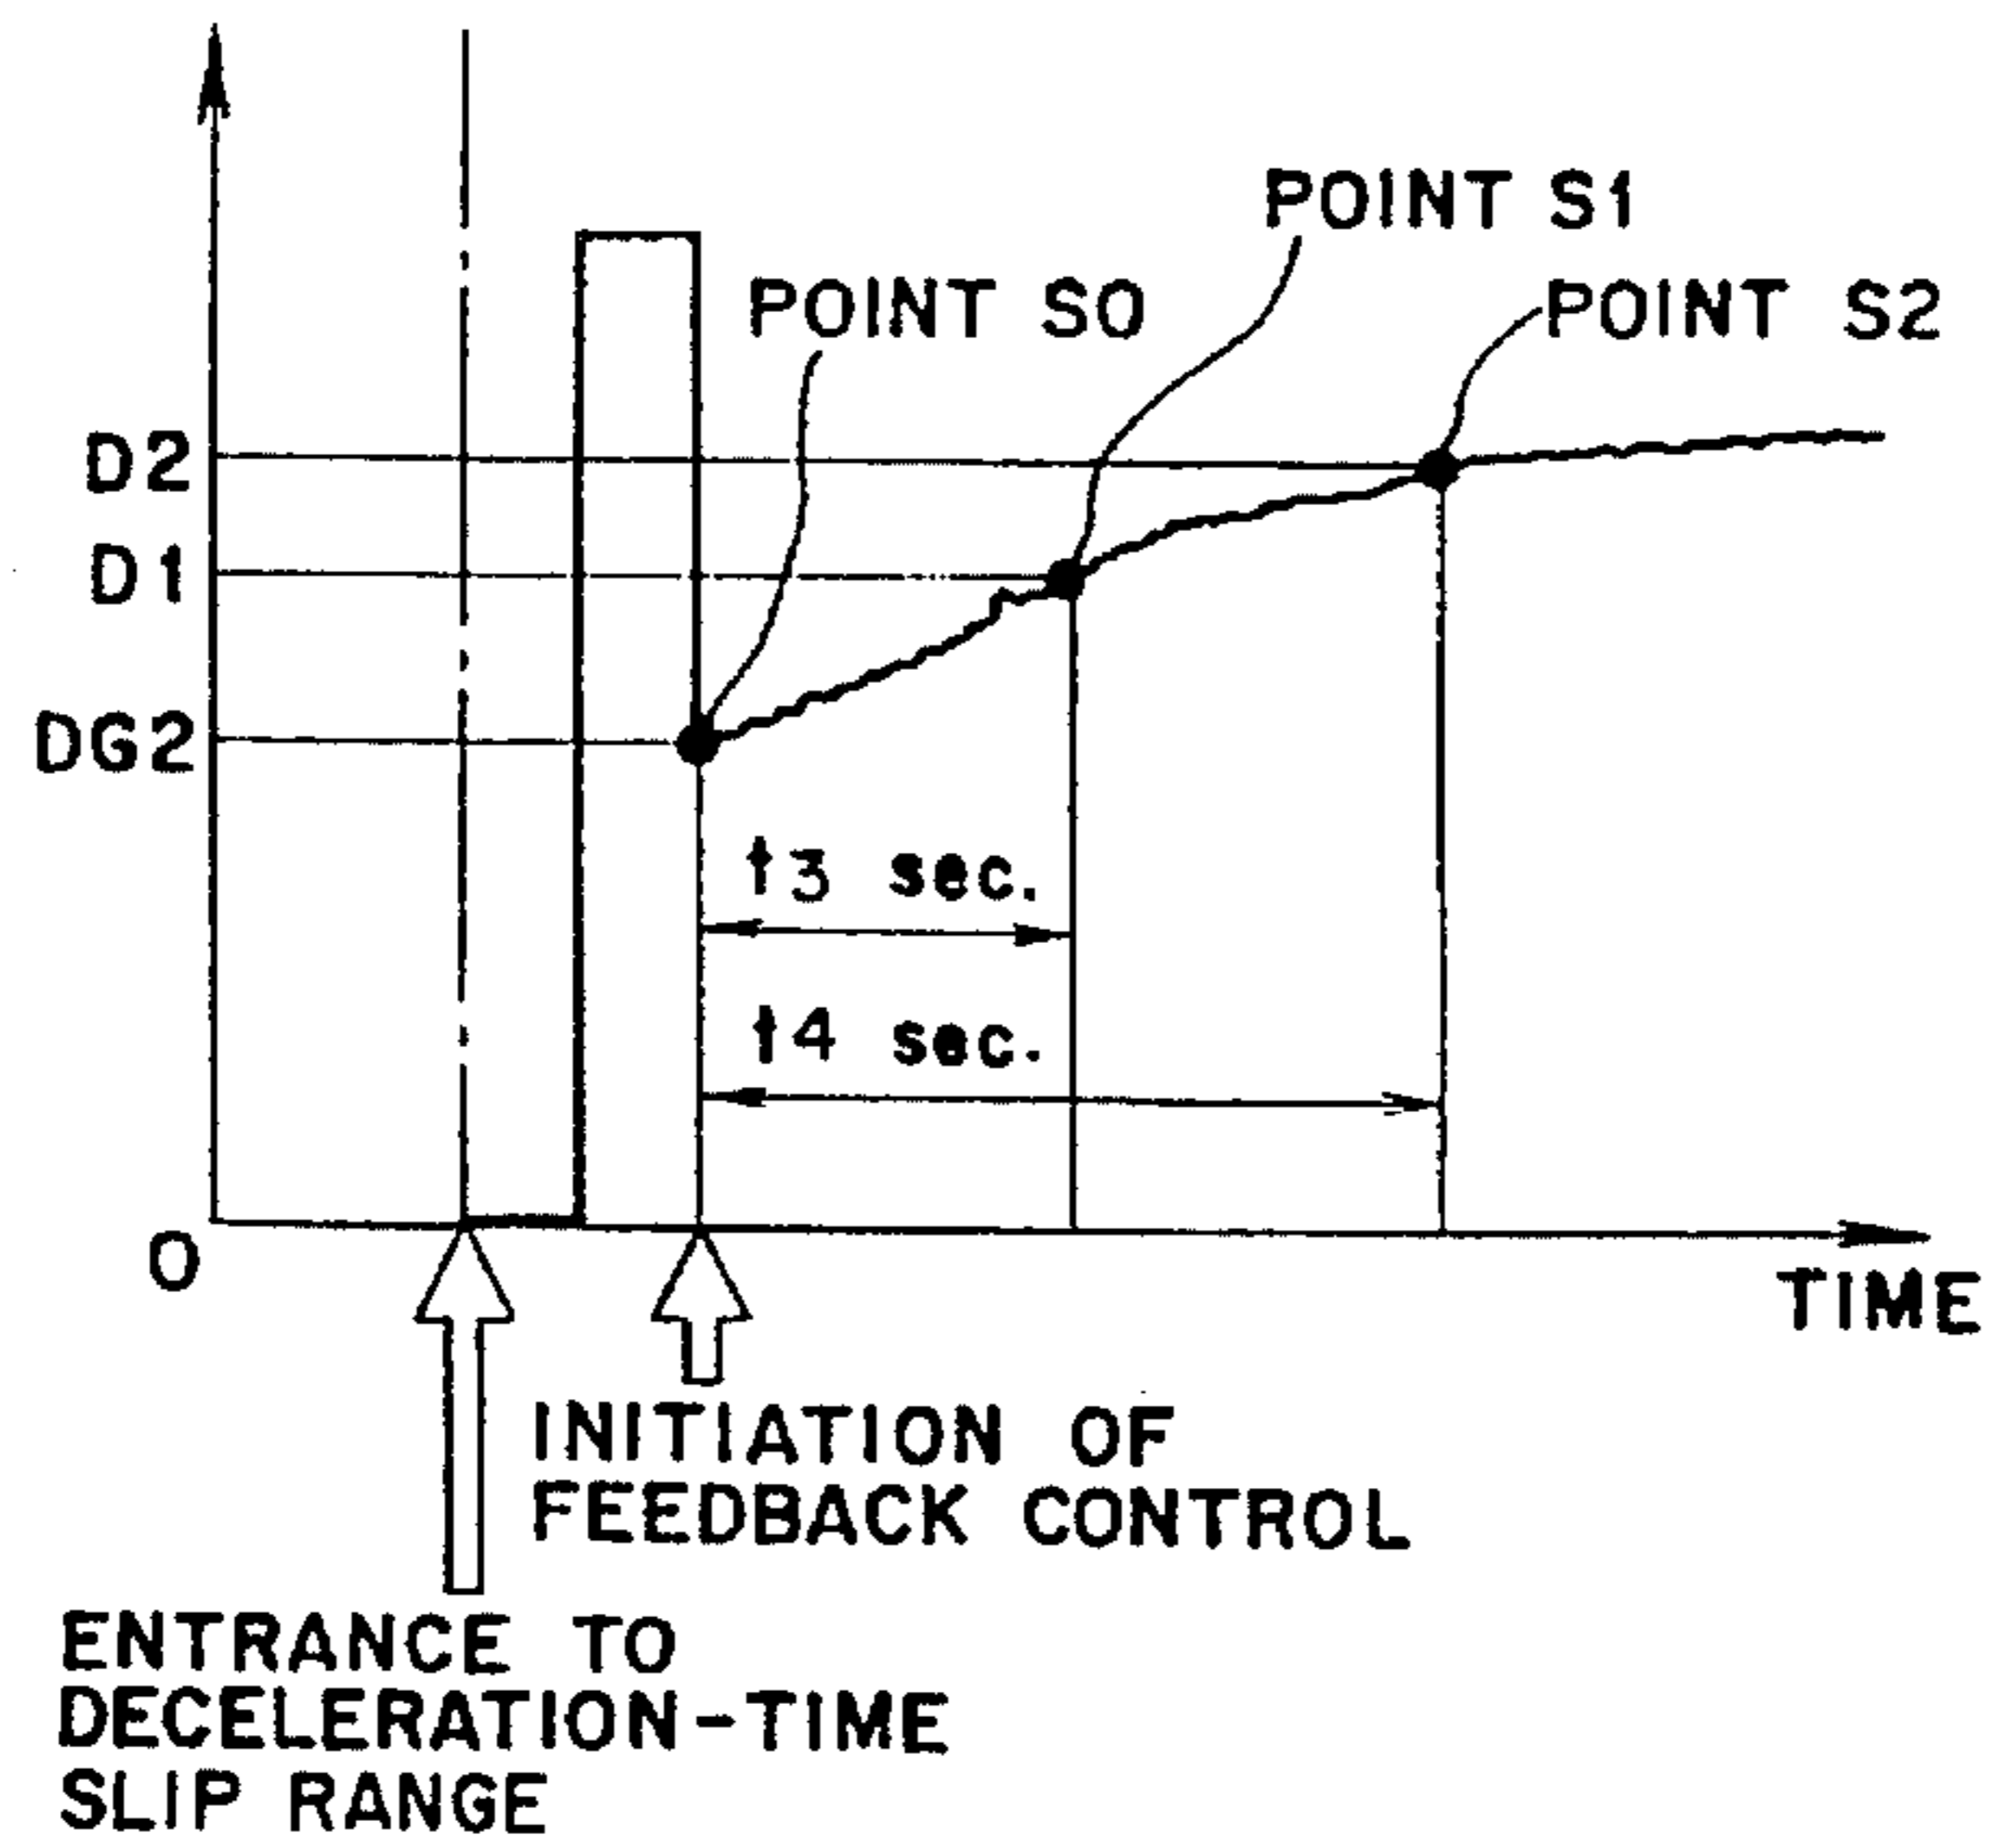 POINT S1
POINT S0
POINT S2
D2
D1
DG2
t3 sec.
t4 sec.
0
TIME
INITIATION OF
FEEDBACK CONTROL
ENTRANCE TO
DECELERATION-TIME
SLIP RANGE